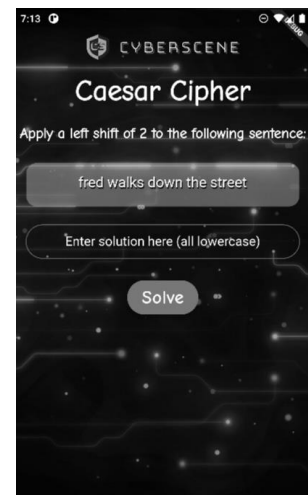 7:13
CYBERSCENE
Caesar Cipher
Apply a left shift of 2 to the following sentence:
fred walks down the street
Enter solution here (all lowercase)
Solve